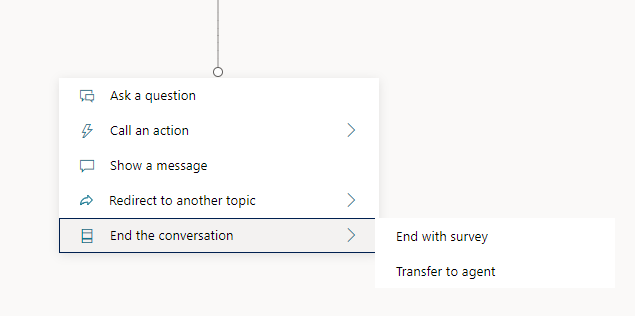 Ask a question
Call an action
Show a message
Redirect to another topic
End the conversation
End with survey
Transfer to agent